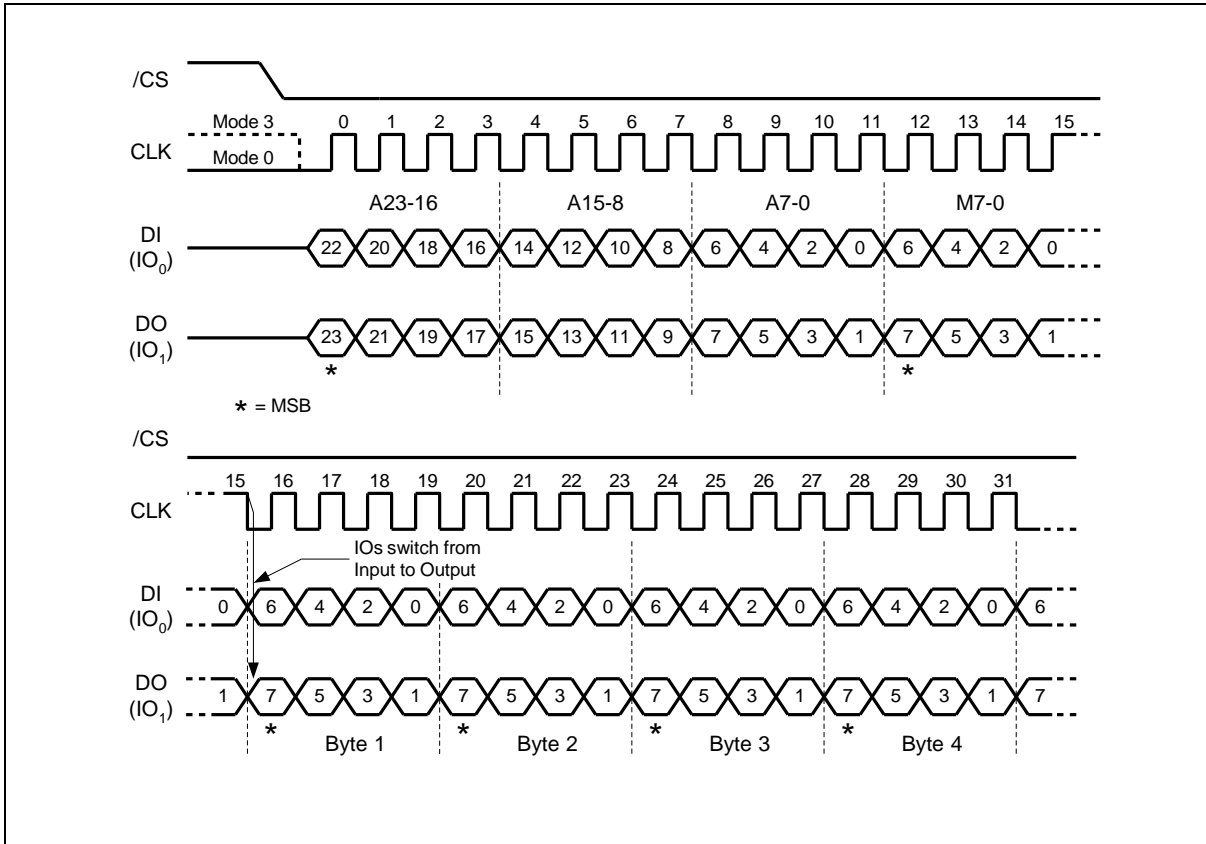 /CS
Mode 3 0 1 2 3 4 5 6 7 8 9 10 11 12 13 14 15
CLK Mode 0
A23-16 A15-8 A7-0 M7-0
DI
(IO0) 22 20 18 16 14 12 10 8 6 4 2 0 6 4 2 0
DO
(IO1) 23 21 19 17 15 13 11 9 7 5 3 1 7 5 3 1
* *
* = MSB
/CS
15 16 17 18 19 20 21 22 23 24 25 26 27 28 29 30 31
CLK
IOs switch from
Input to Output
DI
(IO0) 0 6 4 2 0 6 4 2 0 6 4 2 0 6 4 2 0 6
DO
(IO1) 1 7 5 3 1 7 5 3 1 7 5 3 1 7 5 3 1 7
* * * *
Byte 1 Byte 2 Byte 3 Byte 4